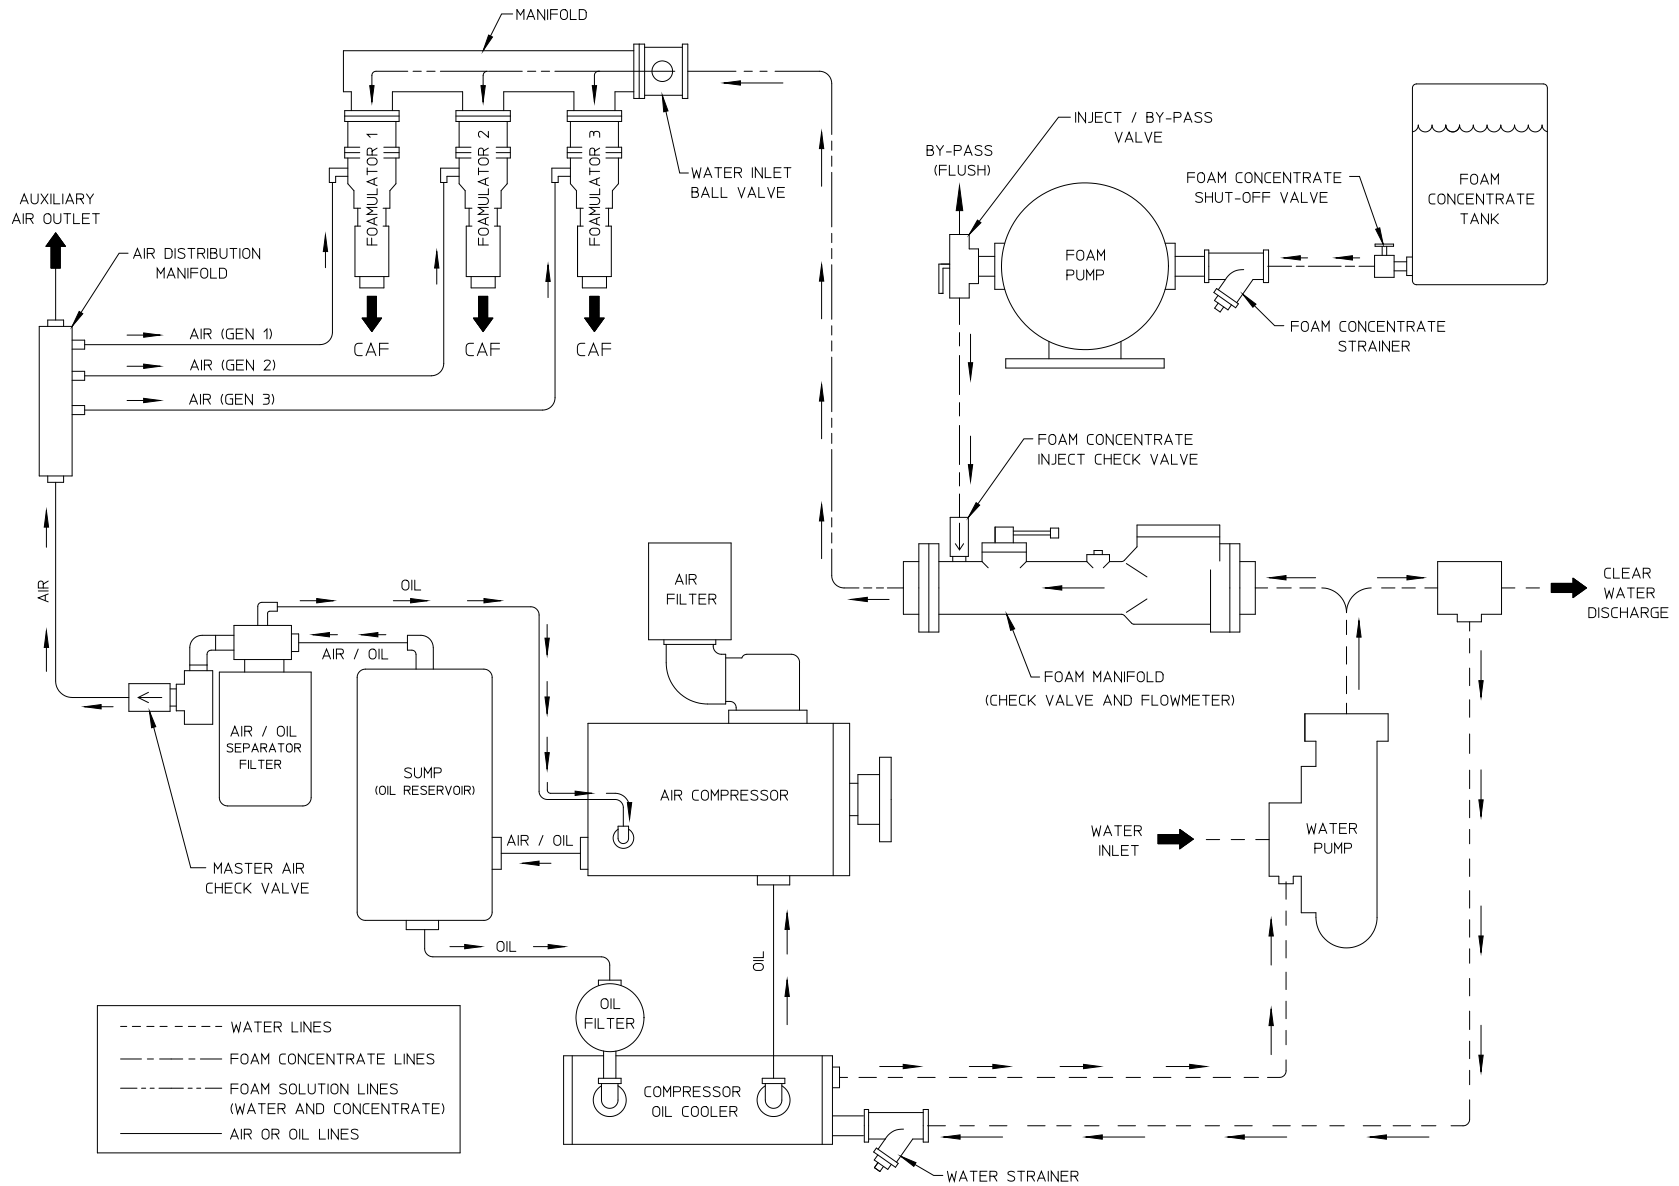 MANIFOLD
FOAMULATOR 1
FOAMULATOR 2
FOAMULATOR 3
WATER INLET
BALL VALVE
INJECT / BY-PASS
VALVE
BY-PASS
(FLUSH)
FOAM CONCENTRATE
SHUT-OFF VALVE
FOAM
CONCENTRATE
TANK
AUXILIARY
AIR OUTLET
AIR DISTRIBUTION
MANIFOLD
FOAM
PUMP
AIR (GEN 1)
AIR (GEN 2)
AIR (GEN 3)
CAF
CAF
CAF
FOAM CONCENTRATE
STRAINER
FOAM CONCENTRATE
INJECT CHECK VALVE
AIR
OIL
AIR / OIL
AIR
FILTER
CLEAR
WATER
DISCHARGE
FOAM MANIFOLD
(CHECK VALVE AND FLOWMETER)
AIR / OIL
SEPARATOR
FILTER
SUMP
(OIL RESERVOIR)
AIR COMPRESSOR
AIR / OIL
WATER
INLET
WATER
PUMP
MASTER AIR
CHECK VALVE
OIL
OIL
OIL
FILTER
COMPRESSOR
OIL COOLER
WATER STRAINER
WATER LINES
FOAM CONCENTRATE LINES
FOAM SOLUTION LINES
(WATER AND CONCENTRATE)
AIR OR OIL LINES